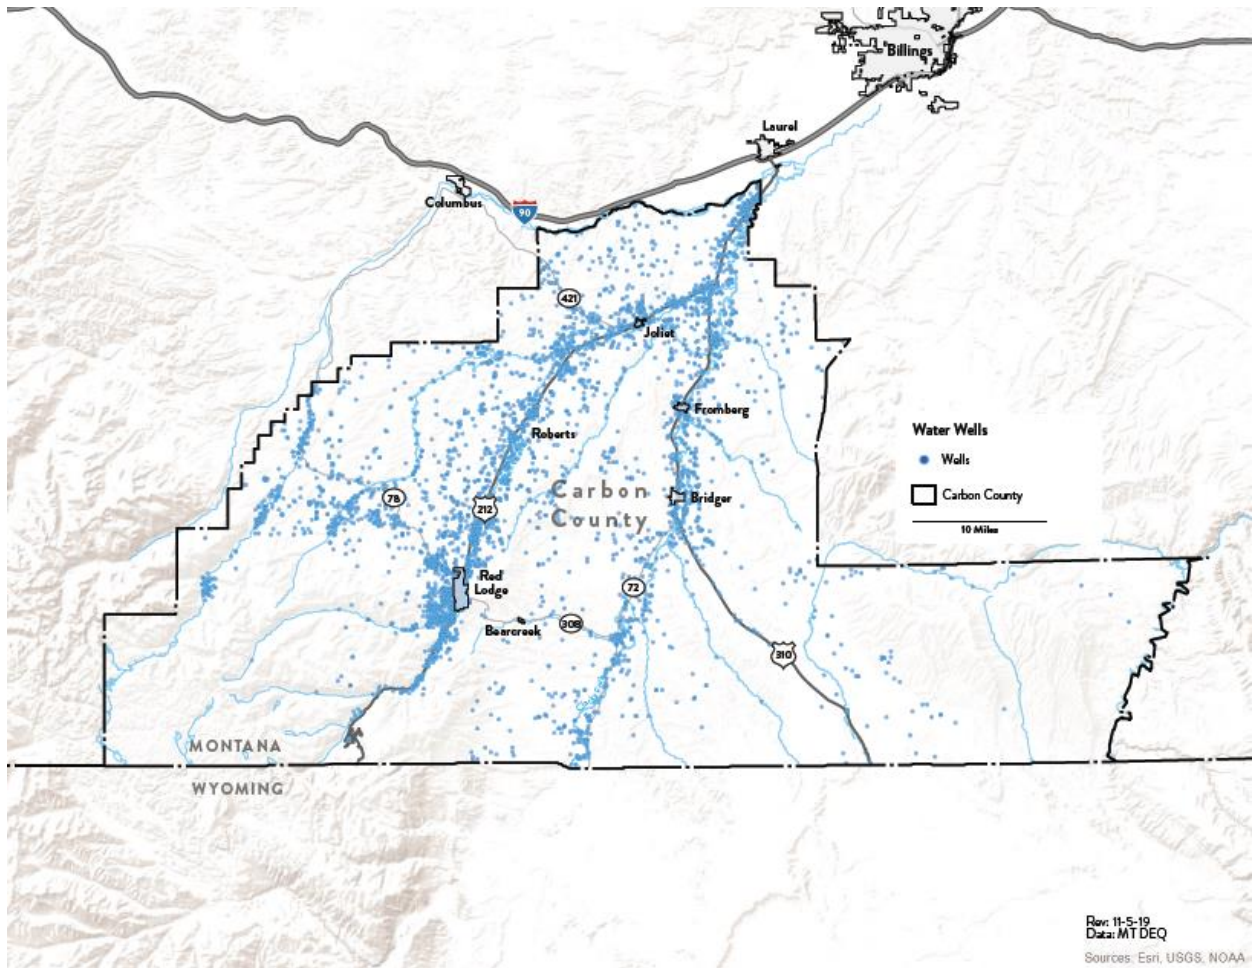 Billings
Laurel
Columbus
90
421
Joliet
Fromberg
Water Wells
Roberts
Wells
78
Carbon
County
Bridger
Carbon County
212
10 Miles
Red
Lodge
72
Bearcreek
308
310
MONTANA
WYOMING
Rev: 11-5-19
Data: MT DEQ
Sources: Esri, USGS, NOAA